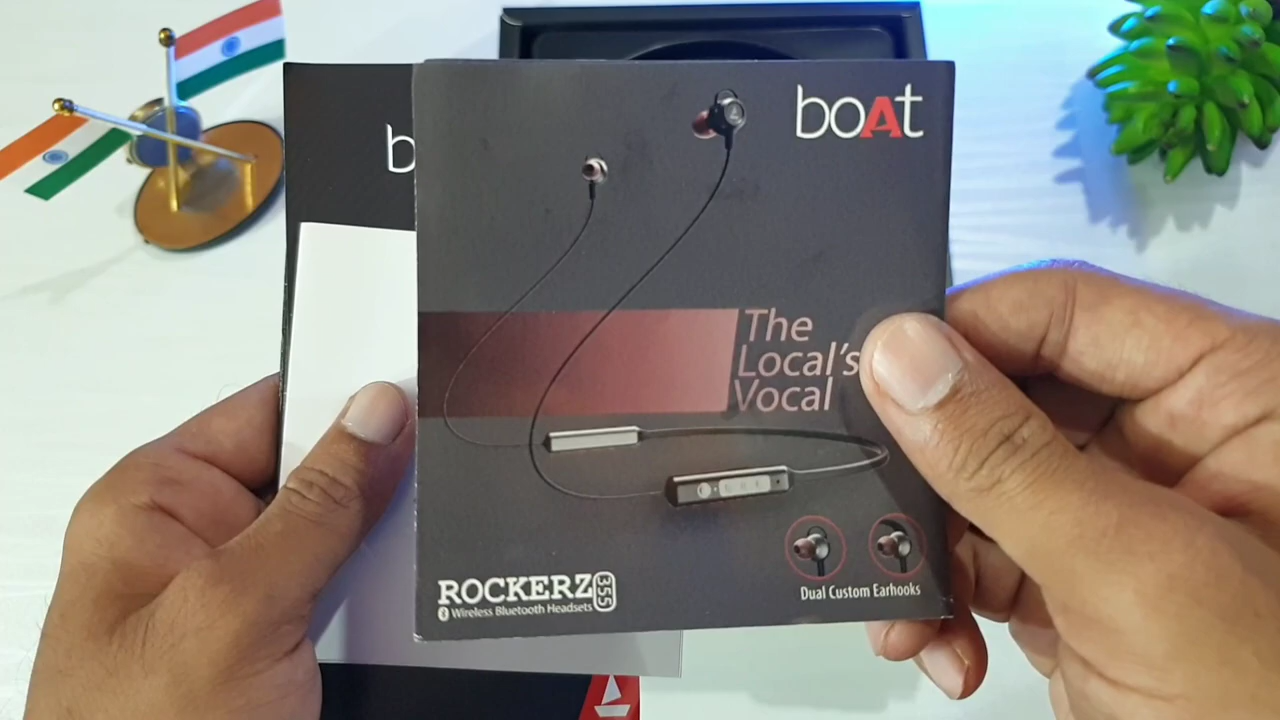 boAt
The
Local's
Vocal
ROCKERZ 355
Wireless Bluetooth Headsets
Dual Custom Earhooks
b